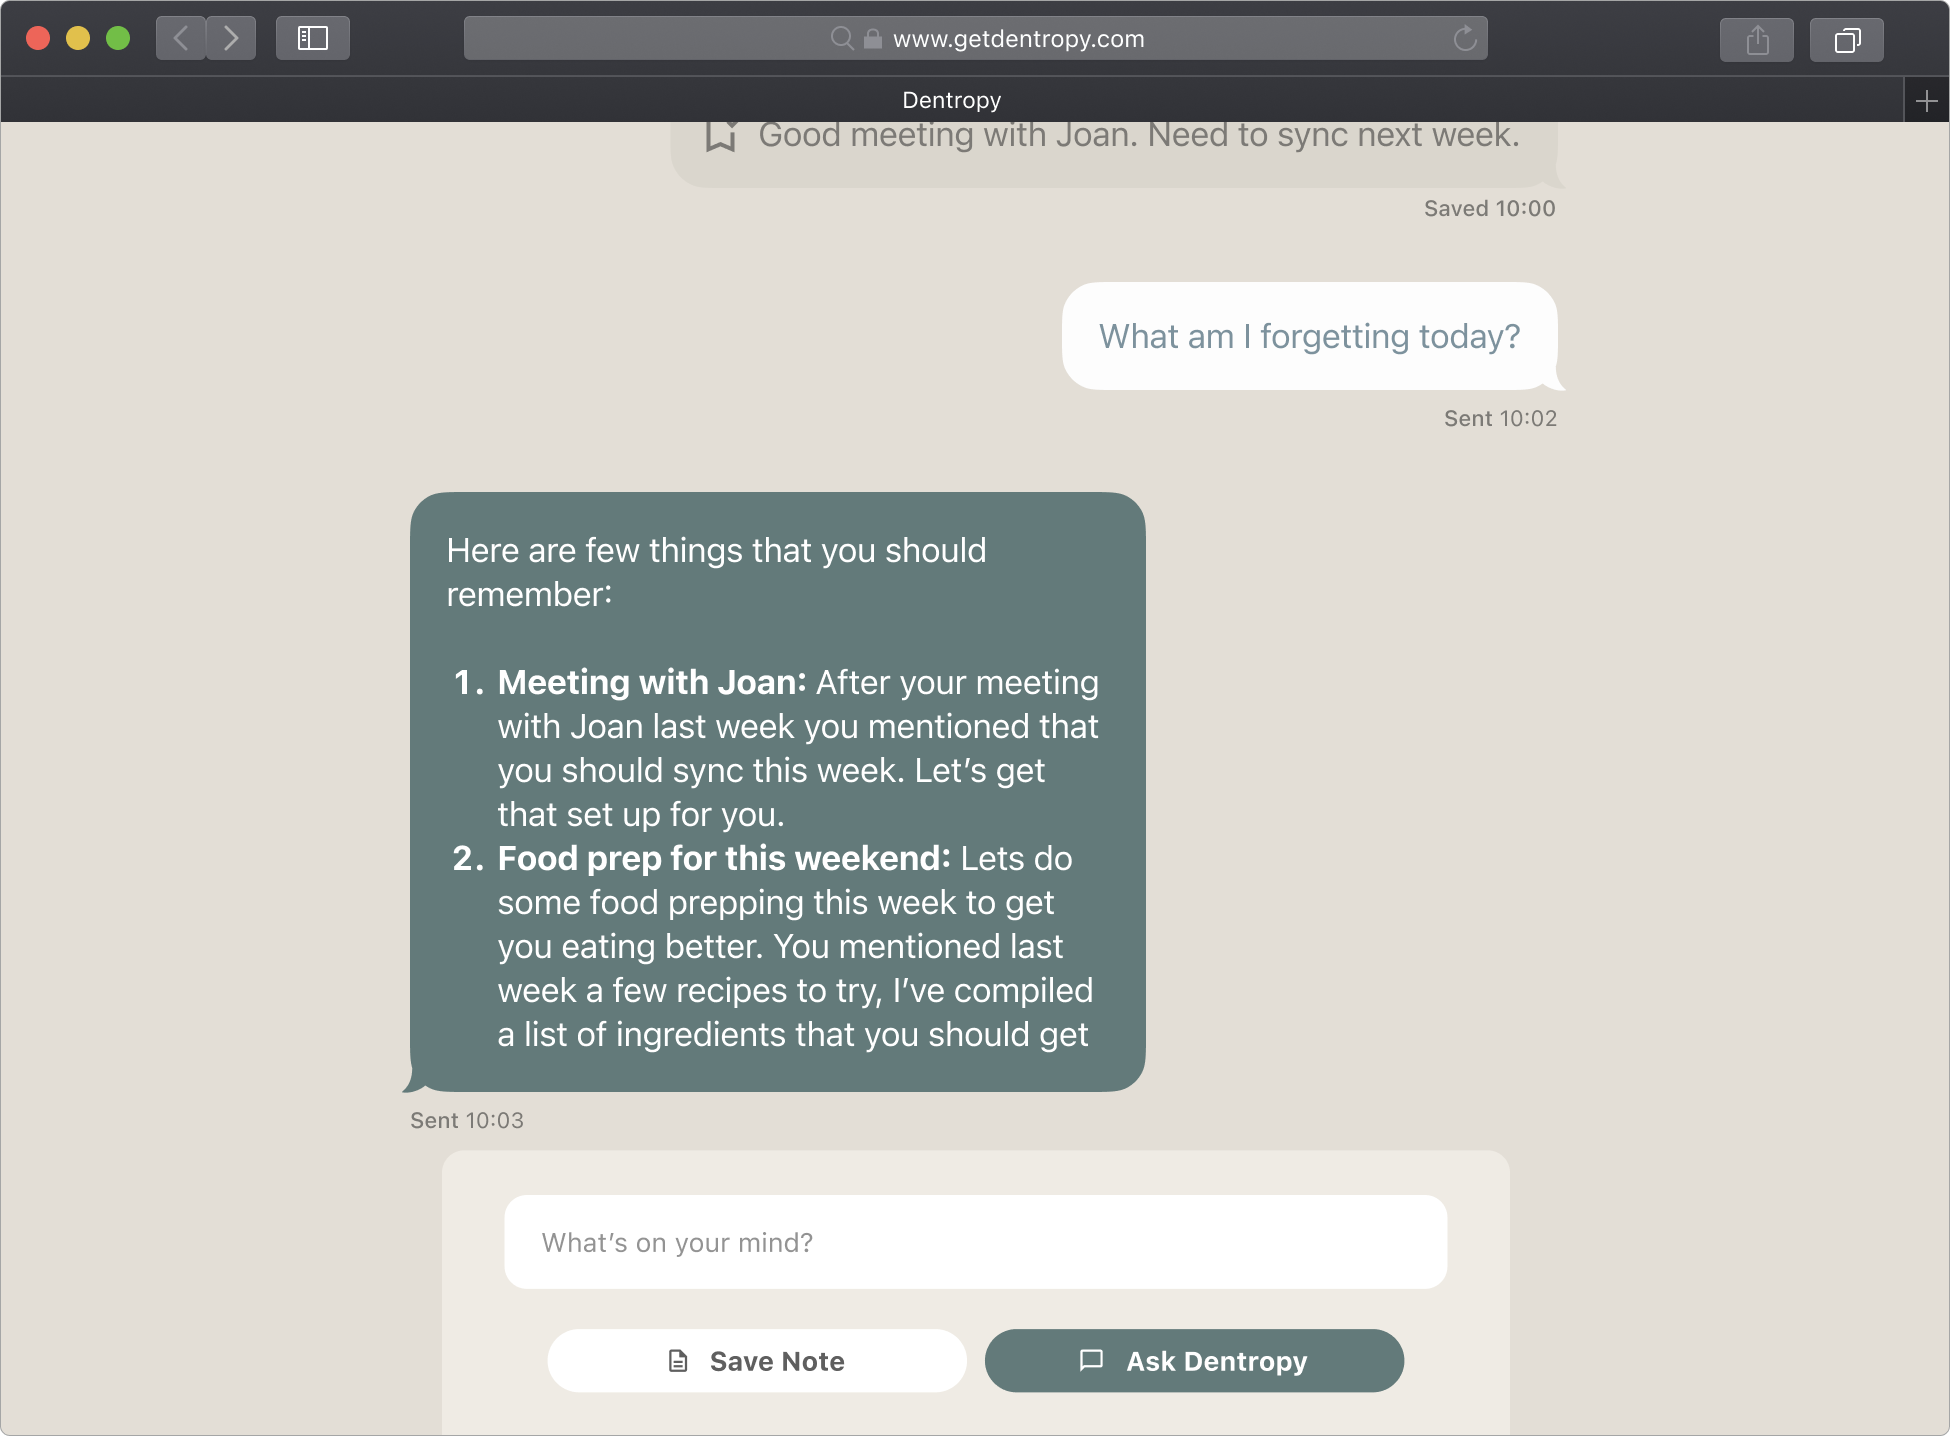 www.getdentropy.com
Dentropy
Good meeting with Joan. Need to sync next week.
Saved 10:00
What am I forgetting today?
Sent 10:02
Here are few things that you should
remember:
1. Meeting with Joan: After your meeting
with Joan last week you mentioned that
you should sync this week. Let’s get
that set up for you.
2. Food prep for this weekend: Lets do
some food prepping this week to get
you eating better. You mentioned last
week a few recipes to try, I’ve compiled
a list of ingredients that you should get
Sent 10:03
What’s on your mind?
Save Note
Ask Dentropy